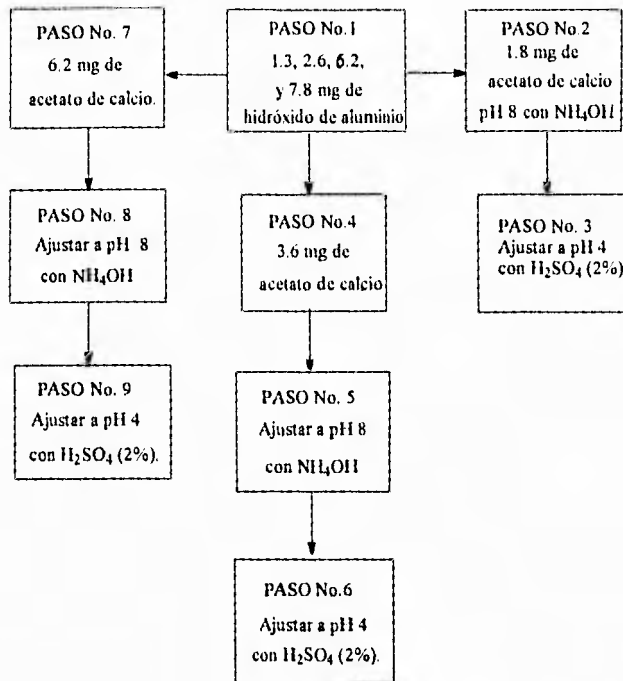 PASO No. 7
6.2 mg de
acetato de calcio.
PASO No.1
1.3, 2.6, 6.2,
y 7.8 mg de
hidróxido de aluminio
PASO No.2
1.8 mg de
acetato de calcio
pH 8 con NH₄OH
PASO No. 8
Ajustar a pH 8
con NH₄OH
PASO No.4
3.6 mg de
acetato de calcio
PASO No. 3
Ajustar a pH 4
con H₂SO₄ (2%)
PASO No. 9
Ajustar a pH 4
con H₂SO₄ (2%).
PASO No. 5
Ajustar a pH 8
con NH₄OH
PASO No.6
Ajustar a pH 4
con H₂SO₄ (2%).